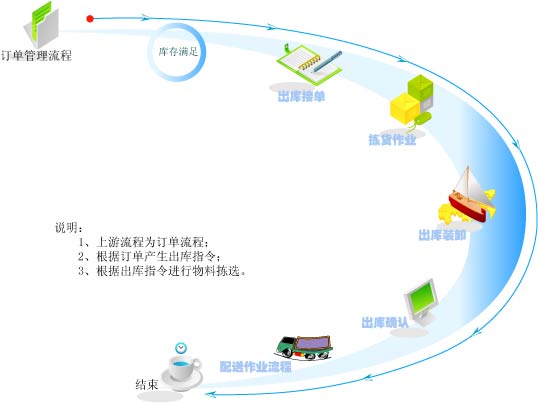 订单管理流程
库存满足
出库接单
拣货作业
出库装卸
说明:
1、上游流程为订单流程;
2、根据订单产生出库指令;
3、根据出库指令进行物料拣选。
出库确认
配送作业流程
结束